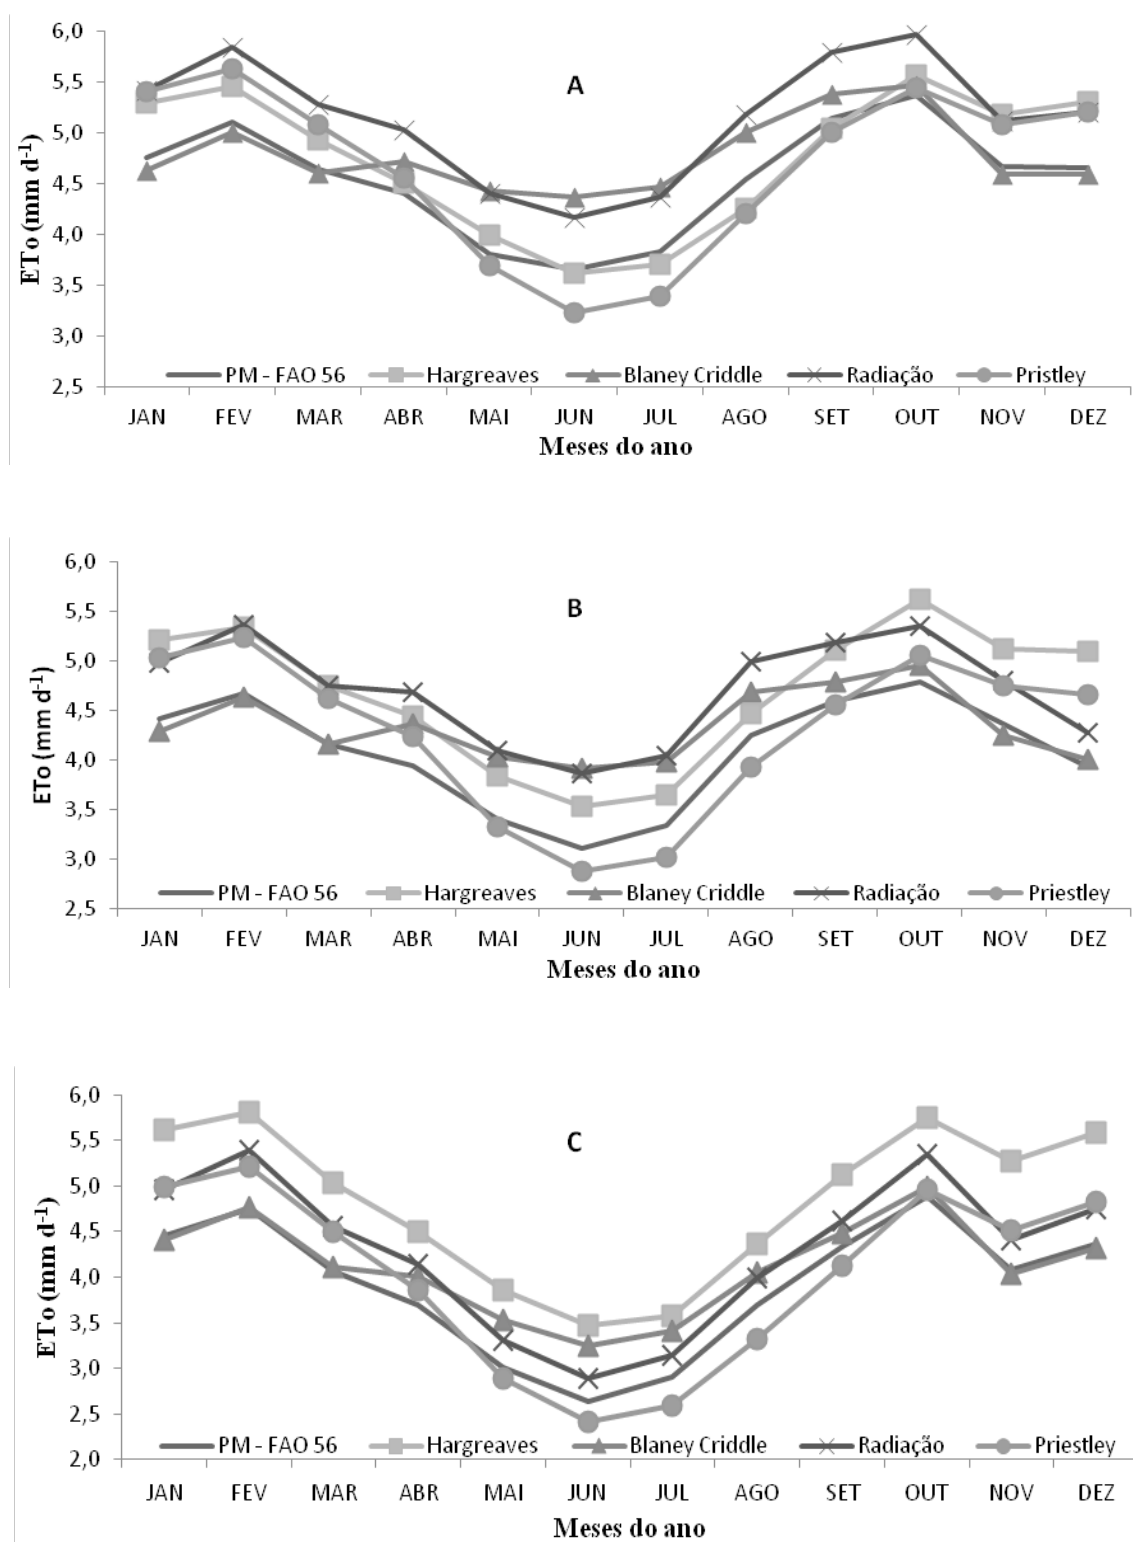 6,0
5,5
5,0
4,5
4,0
3,5
3,0
2,5
ETo (mm d-1)
A
PM - FAO 56 Hargreaves Blaney Criddle Radiação Pristley
JAN FEV MAR ABR MAI JUN JUL AGO SET OUT NOV DEZ
Meses do ano
6,0
5,5
5,0
4,5
4,0
3,5
3,0
2,5
ETo (mm d-1)
B
PM - FAO 56 Hargreaves Blaney Criddle Radiação Priestley
JAN FEV MAR ABR MAI JUN JUL AGO SET OUT NOV DEZ
Meses do ano
6,0
5,5
5,0
4,5
4,0
3,5
3,0
2,5
2,0
ETo (mm d-1)
C
PM - FAO 56 Hargreaves Blaney Criddle Radiação Priestley
JAN FEV MAR ABR MAI JUN JUL AGO SET OUT NOV DEZ
Meses do ano